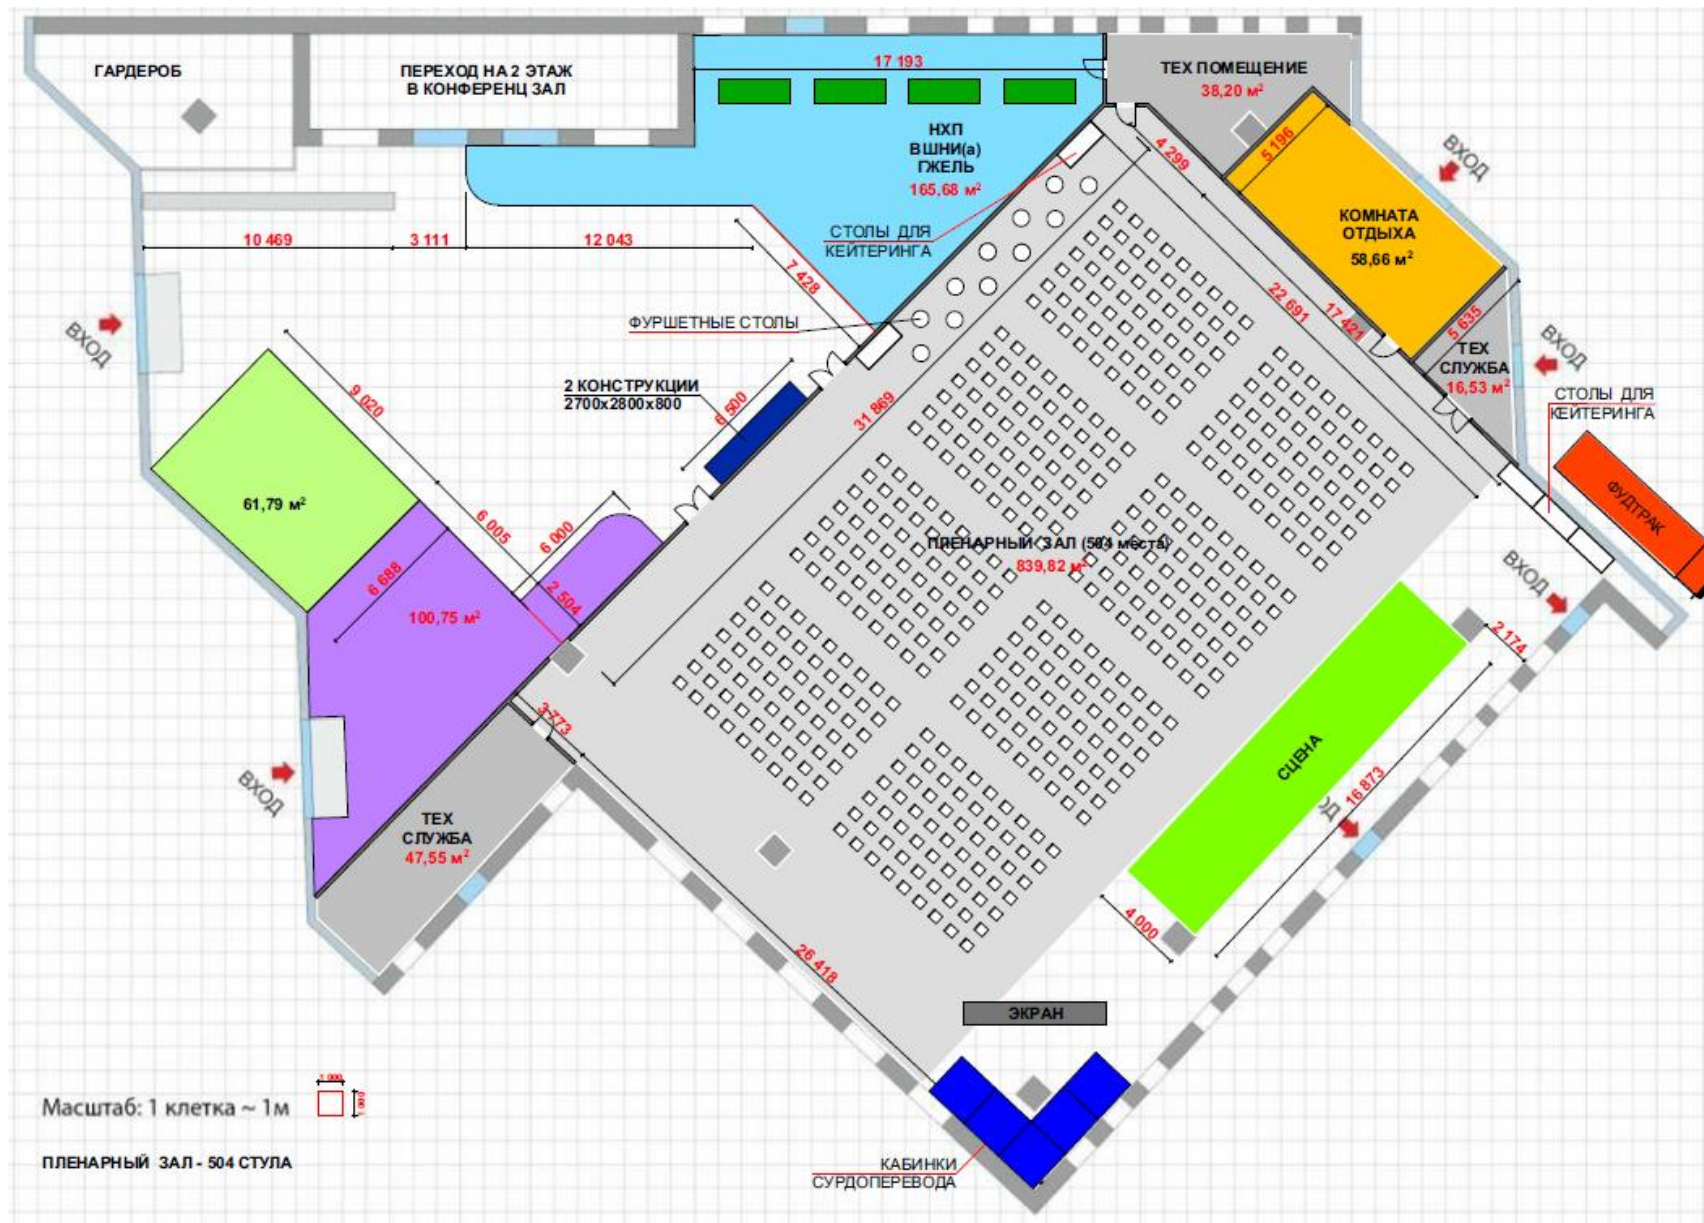 ГАРДЕРОБ
ПЕРЕХОД НА 2 ЭТАЖ
В КОНФЕРЕНЦ ЗАЛ
17 193
ТЕХ ПОМЕЩЕНИЕ
38,20 м²
НХП
ВШНИ(а)
ГЖЕЛЬ
165,68 м²
4 299
5 196
ВХОД
КОМНАТА
ОТДЫХА
58,66 м²
СТОЛЫ ДЛЯ
КЕЙТЕРИНГА
10 469
3 111
12 043
7 428
22 691
17 421
5 635
ФУРШЕТНЫЕ СТОЛЫ
ВХОД
ВХОД
ТЕХ
СЛУЖБА
16,53 м²
СТОЛЫ ДЛЯ
КЕЙТЕРИНГА
2 КОНСТРУКЦИИ
2700х2800х800
6 500
9 020
31 869
61,79 м²
6 005
6 000
ФУДТРАК
ПЛЕНАРНЫЙ ЗАЛ (504 места)
839,82 м²
6 688
2 504
100,75 м²
ВХОД
2 174
3 773
СЦЕНА
16 873
ВХОД
ОД
ТЕХ
СЛУЖБА
47,55 м²
4 000
26 418
ЭКРАН
1 000
1 000
Масштаб: 1 клетка ~ 1м
ПЛЕНАРНЫЙ ЗАЛ - 504 СТУЛА
КАБИНКИ
СУРДОПЕРЕВОДА